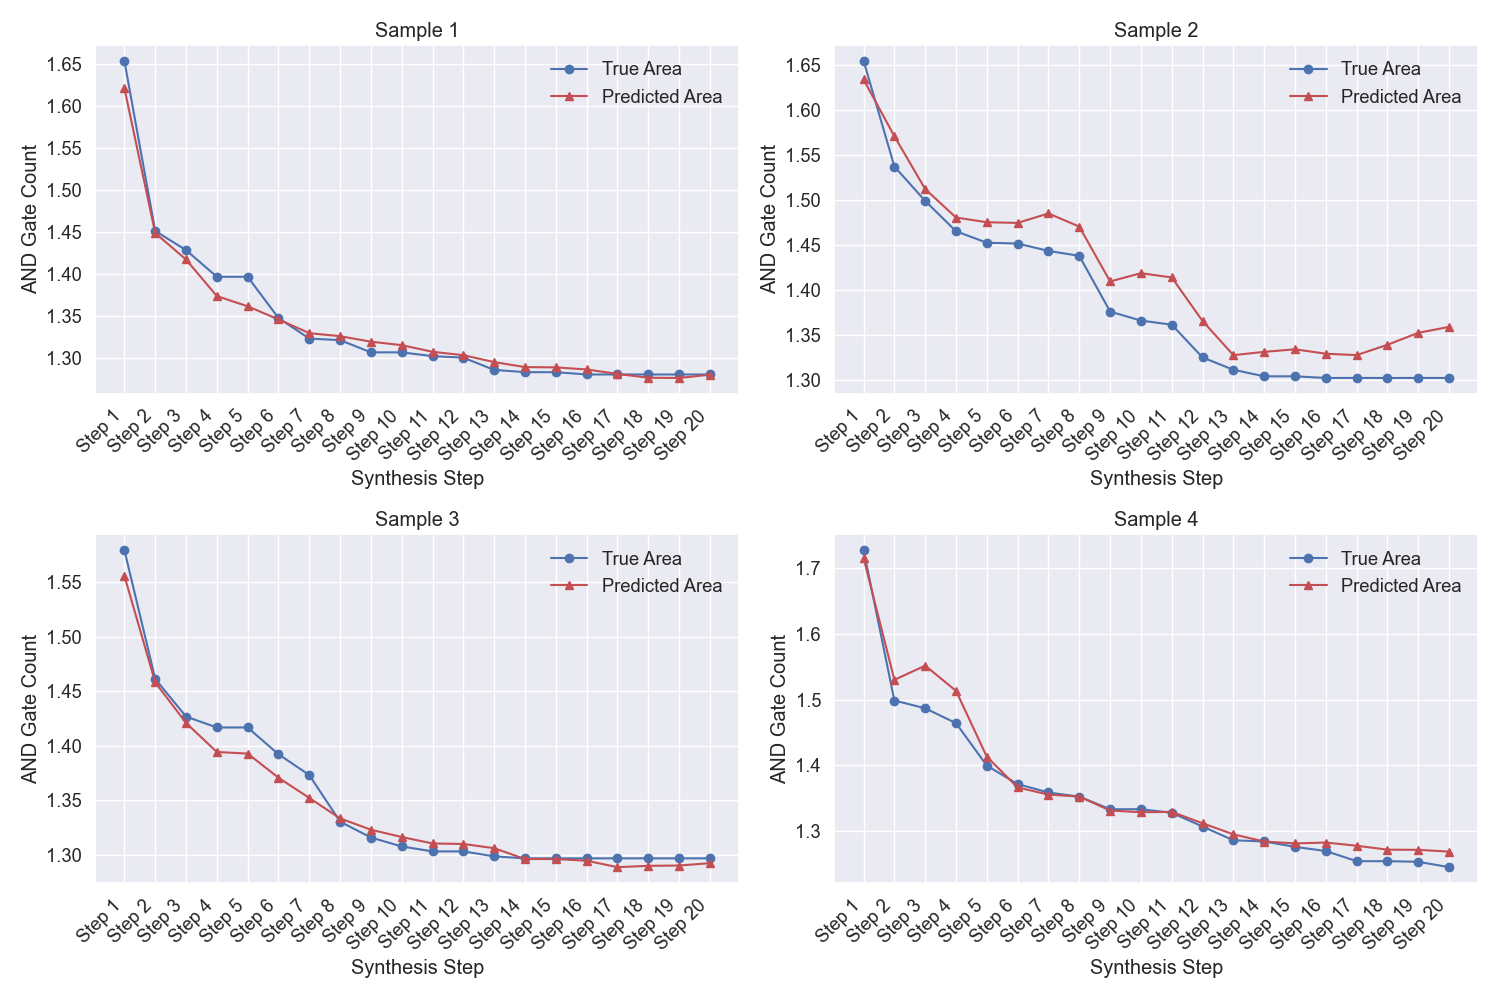 Sample 1
AND Gate Count
1.65
1.60
1.55
1.50
1.45
1.40
1.35
1.30
True Area
Predicted Area
Step 1
Step 2
Step 3
Step 4
Step 5
Step 6
Step 7
Step 8
Step 9
Step 10
Step 11
Step 12
Step 13
Step 14
Step 15
Step 16
Step 17
Step 18
Step 19
Step 20
Synthesis Step
Sample 2
AND Gate Count
1.65
1.60
1.55
1.50
1.45
1.40
1.35
1.30
True Area
Predicted Area
Step 1
Step 2
Step 3
Step 4
Step 5
Step 6
Step 7
Step 8
Step 9
Step 10
Step 11
Step 12
Step 13
Step 14
Step 15
Step 16
Step 17
Step 18
Step 19
Step 20
Synthesis Step
Sample 3
AND Gate Count
1.55
1.50
1.45
1.40
1.35
1.30
True Area
Predicted Area
Step 1
Step 2
Step 3
Step 4
Step 5
Step 6
Step 7
Step 8
Step 9
Step 10
Step 11
Step 12
Step 13
Step 14
Step 15
Step 16
Step 17
Step 18
Step 19
Step 20
Synthesis Step
Sample 4
AND Gate Count
1.7
1.6
1.5
1.4
1.3
True Area
Predicted Area
Step 1
Step 2
Step 3
Step 4
Step 5
Step 6
Step 7
Step 8
Step 9
Step 10
Step 11
Step 12
Step 13
Step 14
Step 15
Step 16
Step 17
Step 18
Step 19
Step 20
Synthesis Step